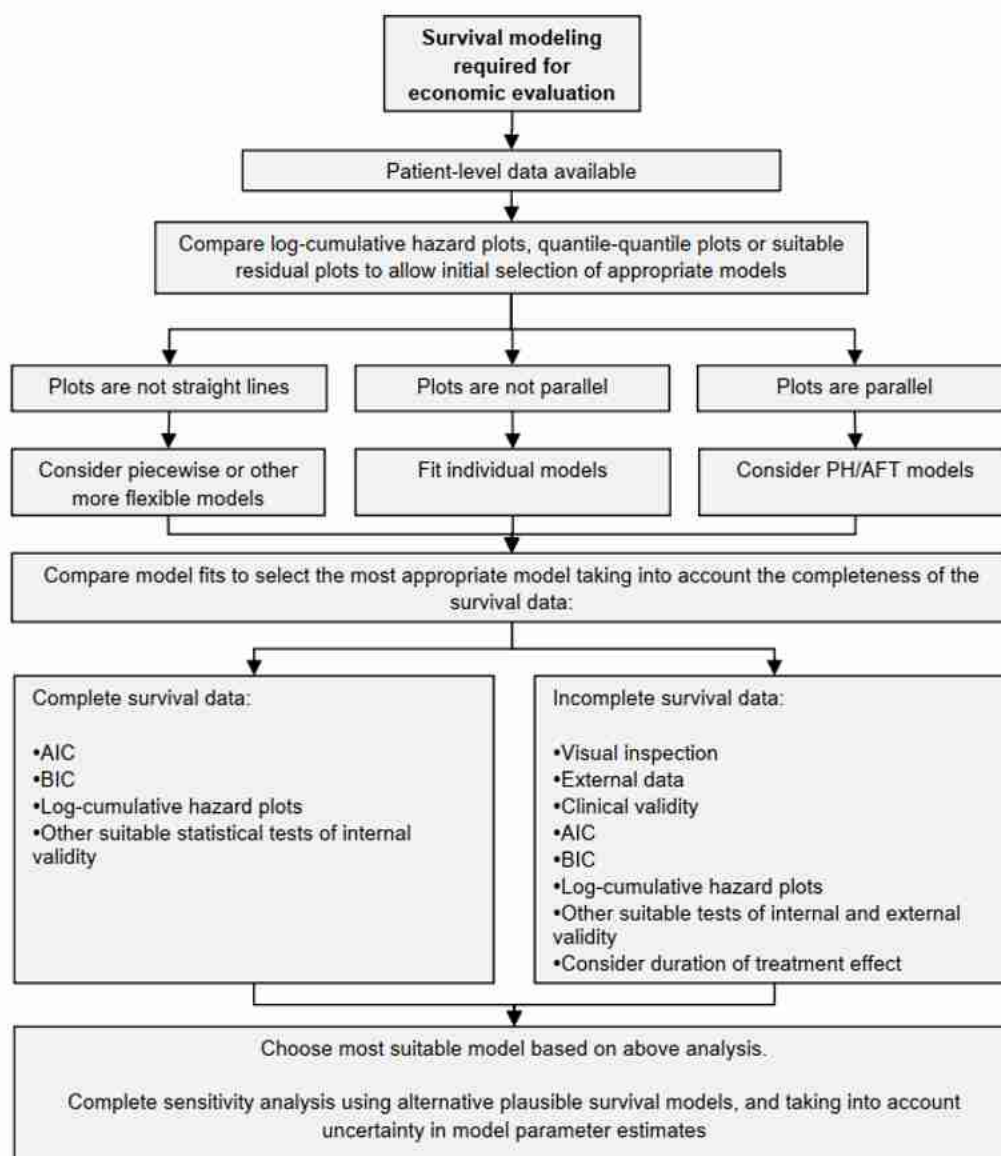 Survival modeling
required for
economic evaluation
Patient-level data available
Compare log-cumulative hazard plots, quantile-quantile plots or suitable
residual plots to allow initial selection of appropriate models
Plots are not straight lines
Plots are not parallel
Plots are parallel
Consider piecewise or other
more flexible models
Fit individual models
Consider PH/AFT models
Compare model fits to select the most appropriate model taking into account the completeness of the
survival data:
Complete survival data:
•AIC
•BIC
•Log-cumulative hazard plots
•Other suitable statistical tests of internal
validity
Incomplete survival data:
•Visual inspection
•External data
•Clinical validity
•AIC
•BIC
•Log-cumulative hazard plots
•Other suitable tests of internal and external
validity
•Consider duration of treatment effect
Choose most suitable model based on above analysis.
Complete sensitivity analysis using alternative plausible survival models, and taking into account
uncertainty in model parameter estimates